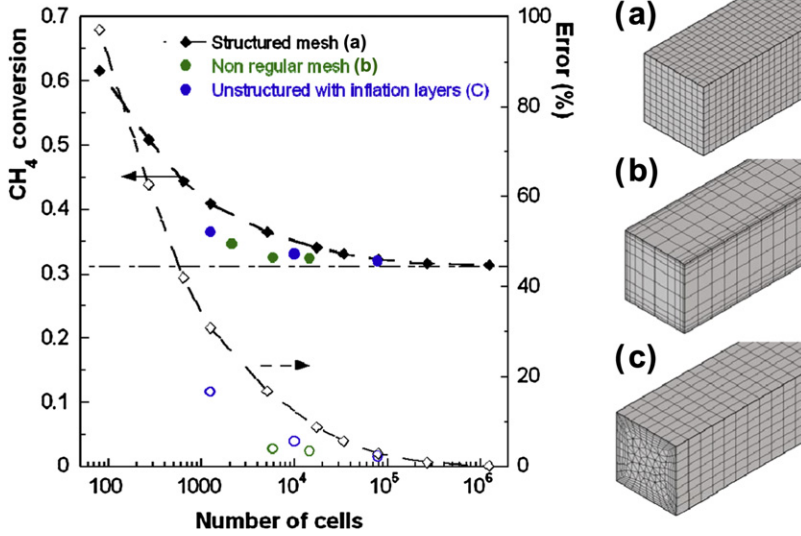 0.7
0.6
0.5
0.4
0.3
0.2
0.1
0
CH4 conversion
Structured mesh (a)
Non regular mesh (b)
Unstructured with inflation layers (C)
100
80
60
40
20
0
Error (%)
100
1000
10^4
10^5
10^6
Number of cells
(a)
(b)
(c)